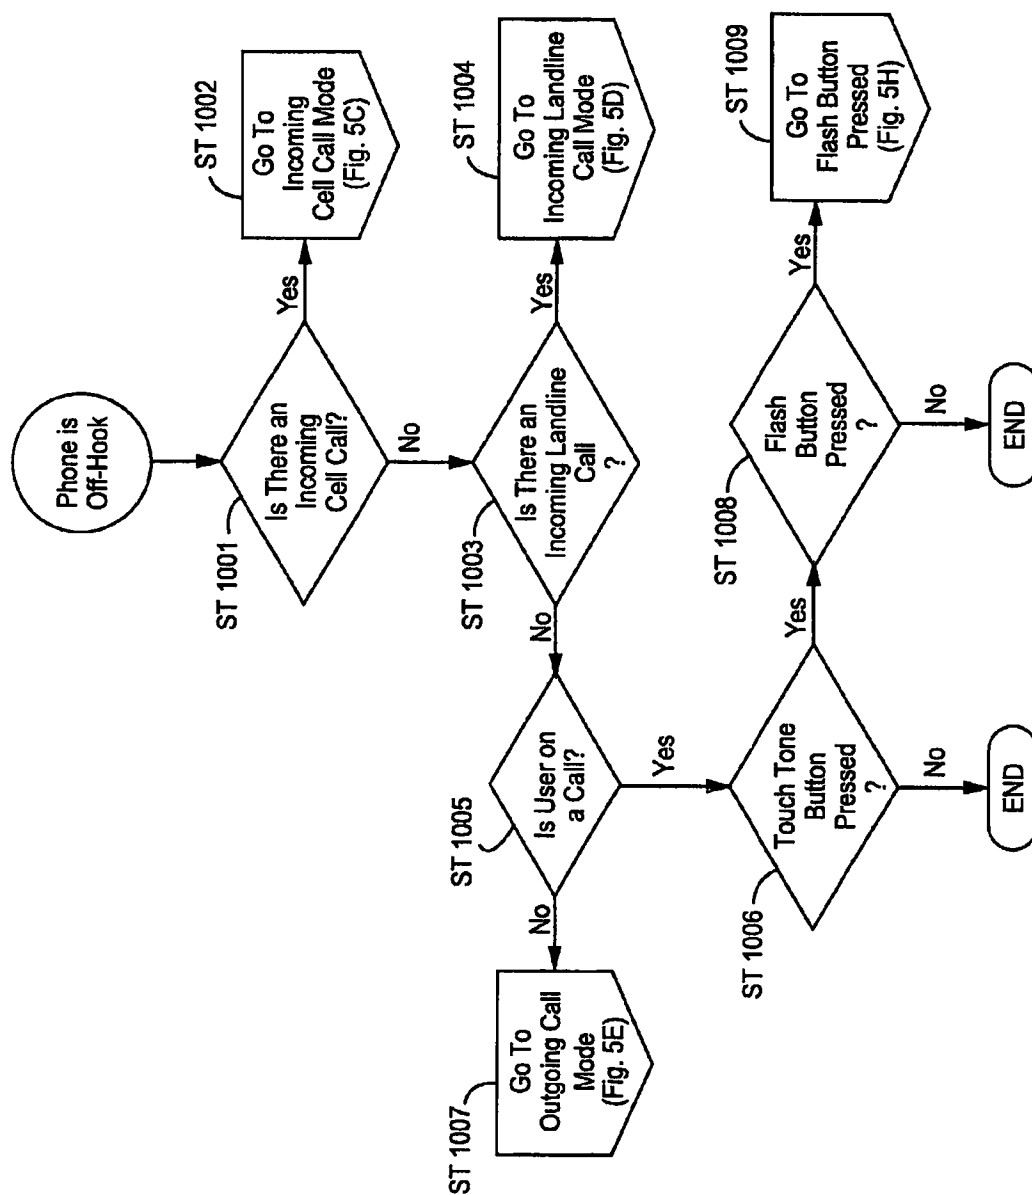 Phone is
Off-Hook
ST 1001
Is There an
Incoming
Cell Call?
Yes
ST 1002
Go To
Incoming
Cell Call Mode
(Fig. 5C)
No
ST 1003
Is There an
Incoming Landline
Call
?
Yes
ST 1004
Go To
Incoming Landline
Call Mode
(Fig. 5D)
No
ST 1005
Is User on
a Call?
No
ST 1007
Go To
Outgoing Call
Mode
(Fig. 5E)
Yes
ST 1006
Touch Tone
Button
Pressed
?
No
END
Yes
ST 1008
Flash
Button
Pressed
?
No
END
Yes
ST 1009
Go To
Flash Button
Pressed
(Fig. 5H)